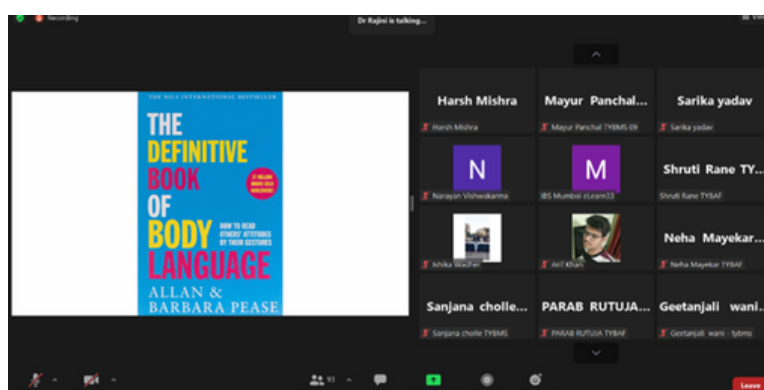 Recording
Dr Rajini is talking...
View
THE NO.1 INTERNATIONAL BESTSELLER
THE
DEFINITIVE
BOOK
OF
BODY
LANGUAGE
HOW TO READ
OTHERS' ATTITUDES
BY THEIR GESTURES
ALLAN &
BARBARA PEASE
Harsh Mishra
Harsh Mishra
Mayur Panchal...
Mayur Panchal TYBMS 09
Sarika yadav
Sarika yadav
N
Narayan Vishwakarma
M
IBS Mumbai eLearn33
Shruti Rane TY...
Shruti Rane TYBAF
Ishika Wadher
Arif Khan
Neha Mayekar...
Neha Mayekar TYBAF
Sanjana cholle...
Sanjana cholle TYBMS
PARAB RUTUJA...
PARAB RUTUJA TYBAF
Geetanjali wani...
Geetanjali wani - tybms
93
Leave